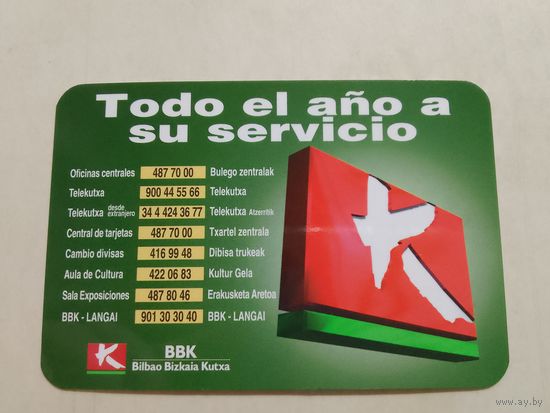 Todo el año a
su servicio
Oficinas centrales 487 70 00 Bulego zentralak
Telekutxa 900 44 55 66 Telekutxa
Telekutxa desde extranjero 34 4 424 36 77 Telekutxa Atzerritik
Central de tarjetas 487 70 00 Txartel zentrala
Cambio divisas 416 99 48 Dibisa trukeak
Aula de Cultura 422 06 83 Kultur Gela
Sala Exposiciones 487 80 46 Erakusketa Aretoa
BBK - LANGAI 901 30 30 40 BBK - LANGAI
BBK
Bilbao Bizkaia Kutxa
www.ay.by